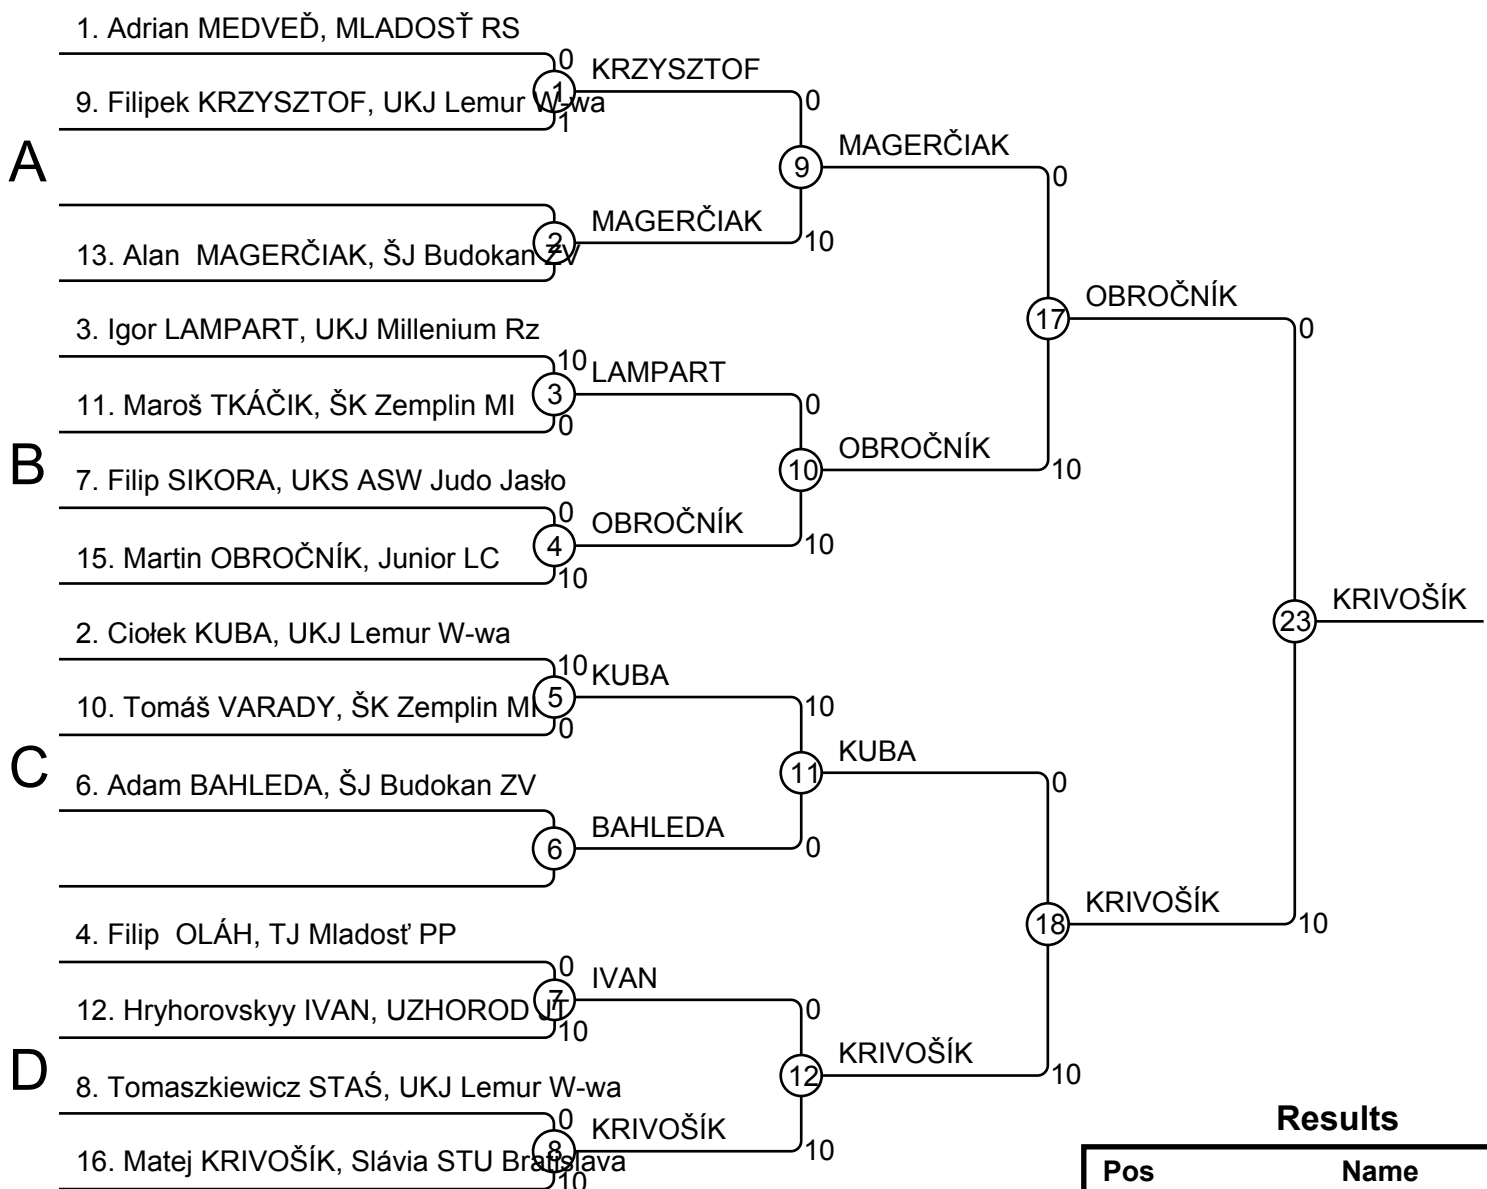 1. Adrian MEDVEĎ, MLADOSŤ RS
0
KRZYSZTOF
9. Filipek KRZYSZTOF, UKJ Lemur W-wa
1
1
0
MAGERČIAK
A
9
0
MAGERČIAK
13. Alan  MAGERČIAK, ŠJ Budokan ZV
2
10
3. Igor LAMPART, UKJ Millenium Rz
OBROČNÍK
17
0
10
LAMPART
11. Maroš TKÁČIK, ŠK Zemplin MI
3
0
0
B
OBROČNÍK
10
10
7. Filip SIKORA, UKS ASW Judo Jasło
0
OBROČNÍK
15. Martin OBROČNÍK, Junior LC
4
10
10
KRIVOŠÍK
23
2. Ciołek KUBA, UKJ Lemur W-wa
10
KUBA
10. Tomáš VARADY, ŠK Zemplin MI
5
0
10
C
KUBA
11
0
6. Adam BAHLEDA, ŠJ Budokan ZV
BAHLEDA
6
0
KRIVOŠÍK
18
10
4. Filip  OLÁH, TJ Mladosť PP
0
IVAN
12. Hryhorovskyy IVAN, UZHOROD JT
7
10
0
D
KRIVOŠÍK
12
10
8. Tomaszkiewicz STAŚ, UKJ Lemur W-wa
0
KRIVOŠÍK
16. Matej KRIVOŠÍK, Slávia STU Bratislava
8
10
10
Results
Pos Name